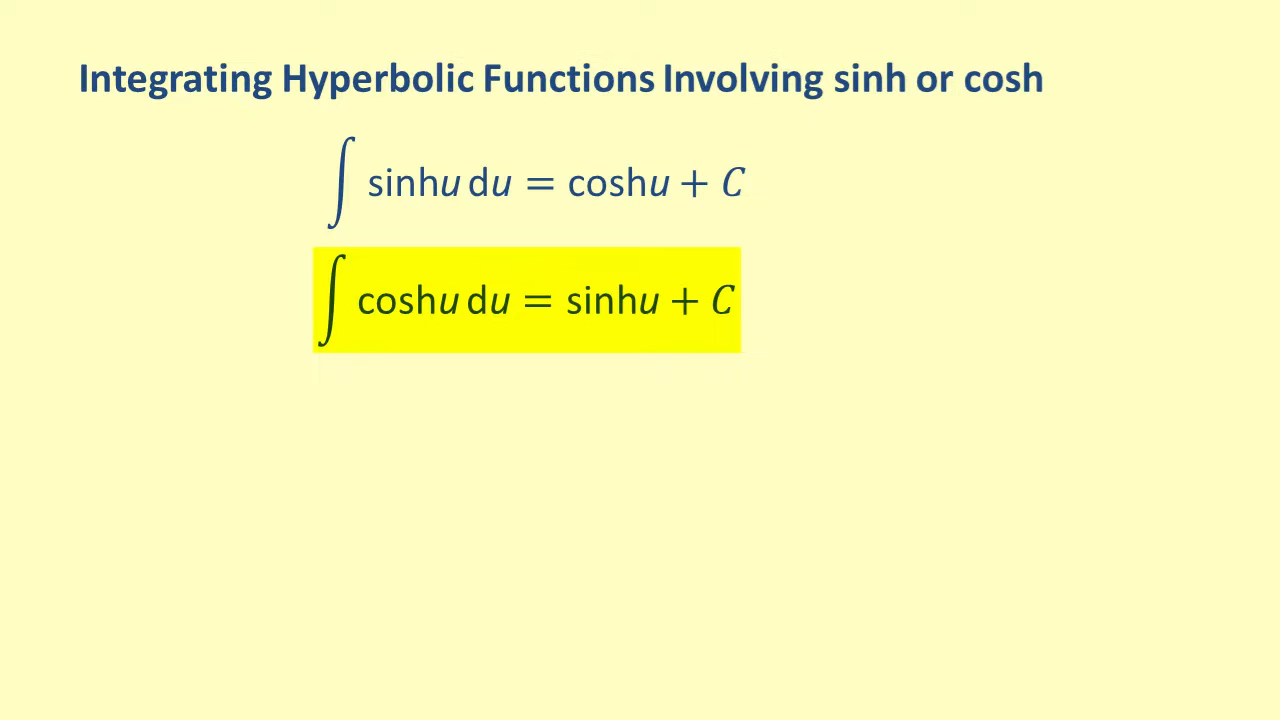 Integrating Hyperbolic Functions Involving sinh or cosh
∫ sinhu du = coshu + C
∫ coshu du = sinhu + C